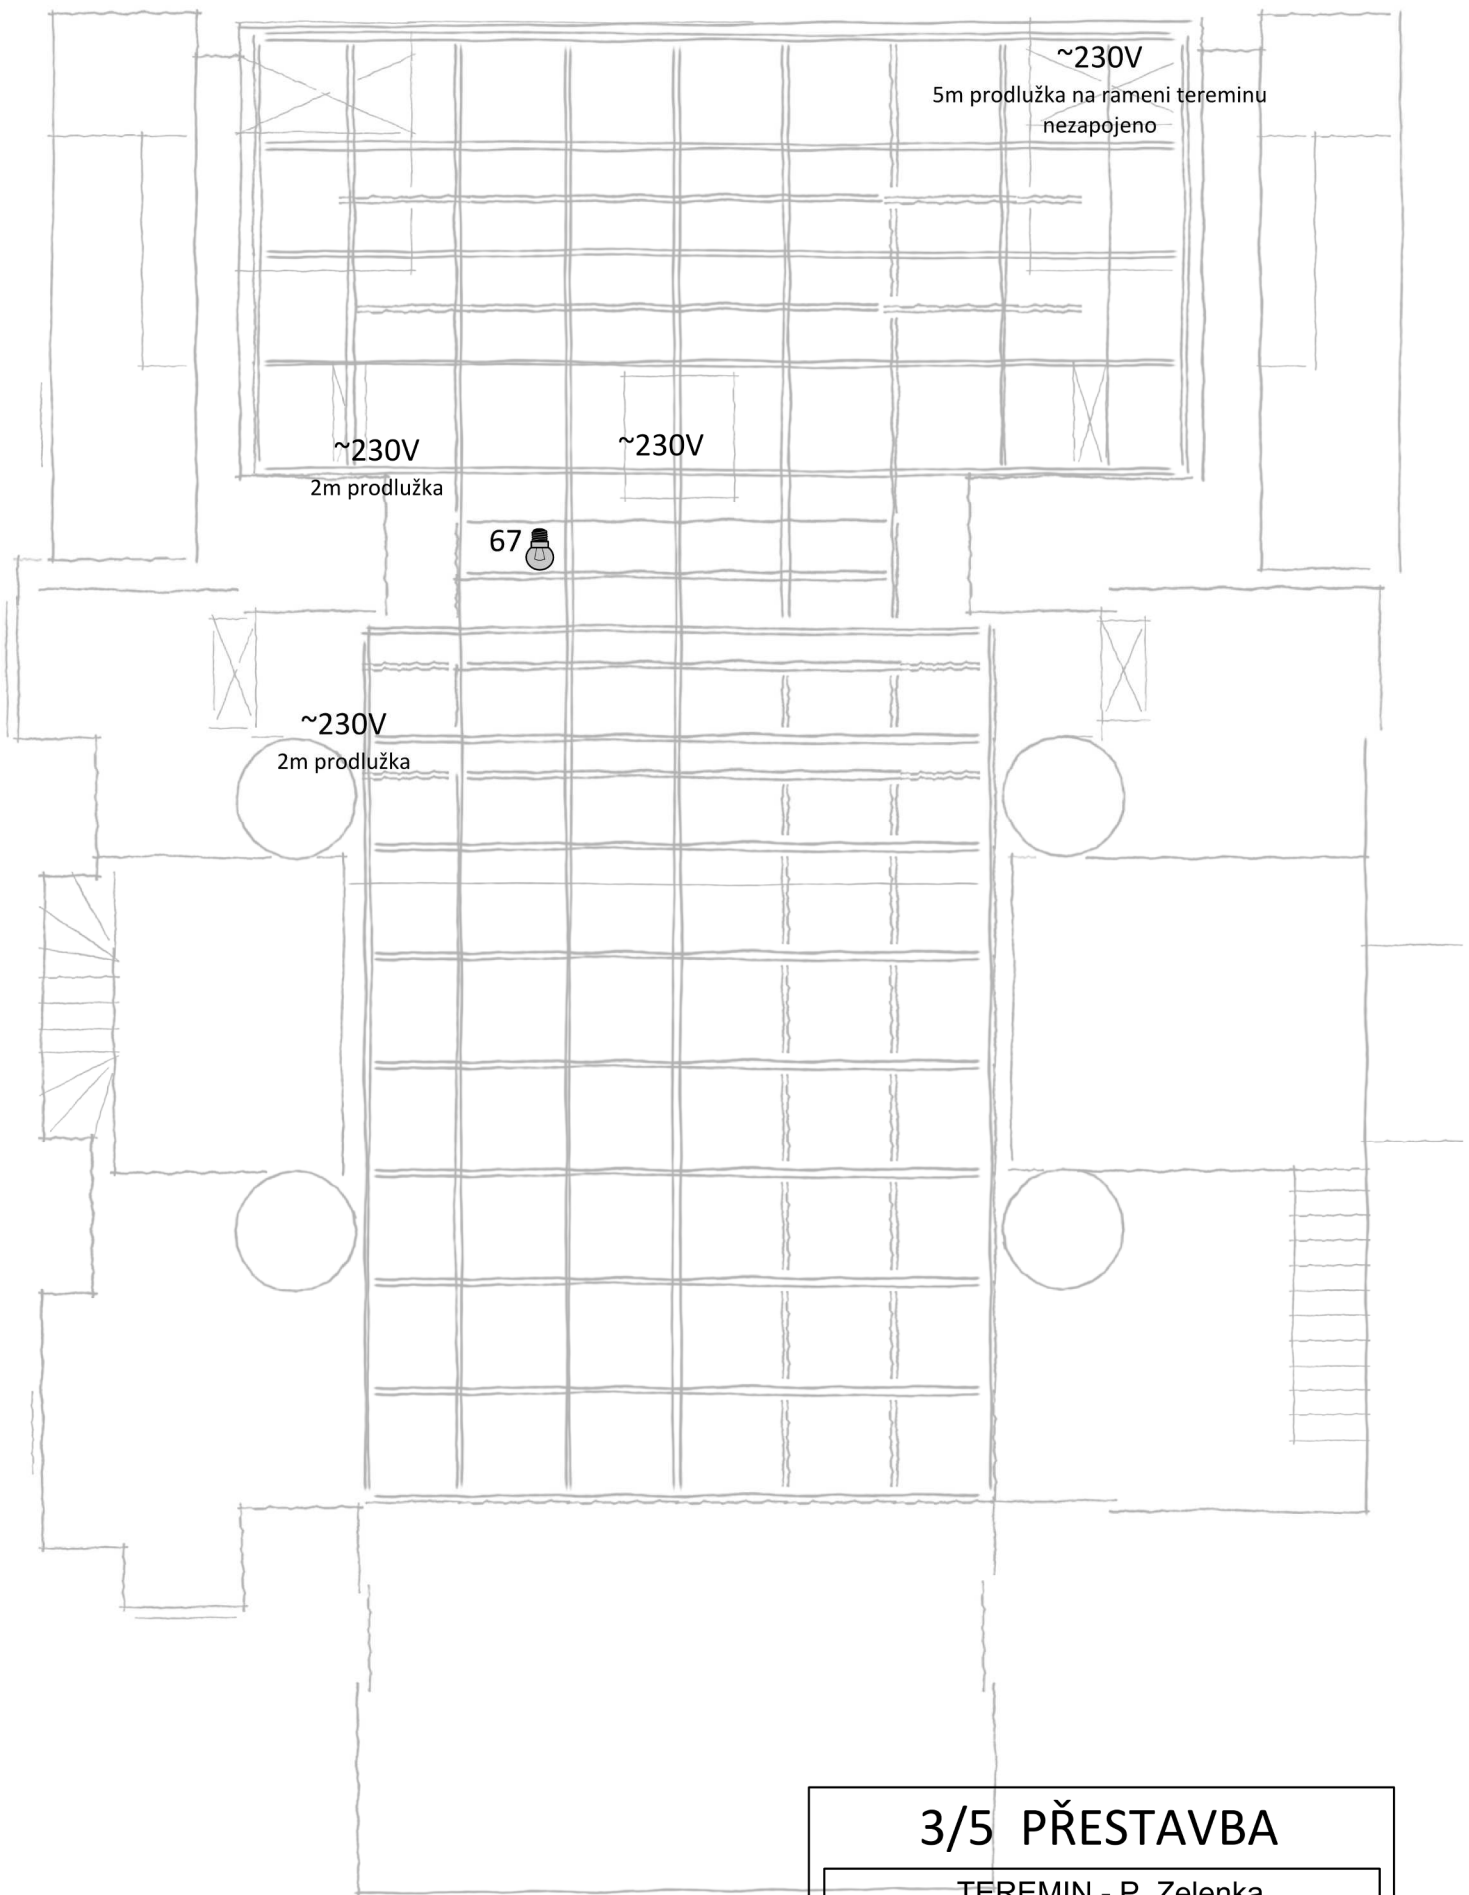 ~230V
5m prodlužka na rameni tereminu
nezapojeno
~230V
2m prodlužka
~230V
67
~230V
2m prodlužka
3/5 PŘESTAVBA
TEREMIN - P. Zelenka